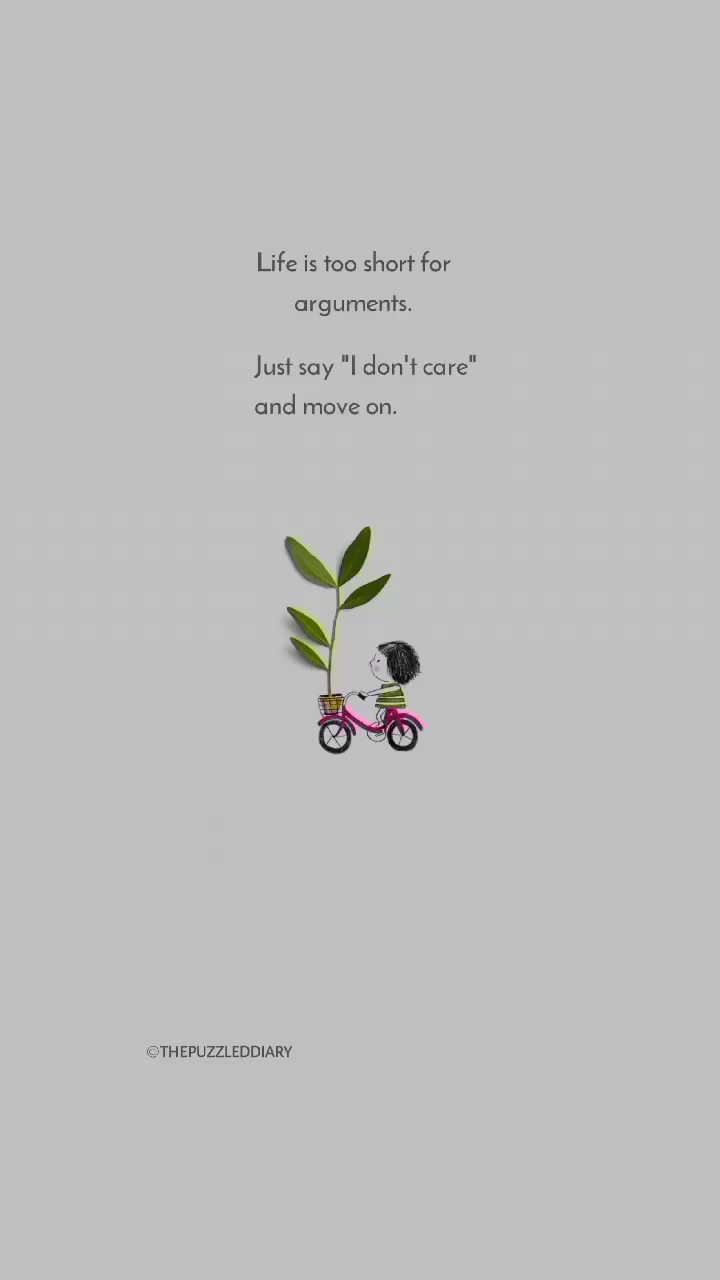 Life is too short for
arguments.
Just say "I don't care"
and move on.
©THEPUZZLEDDIARY